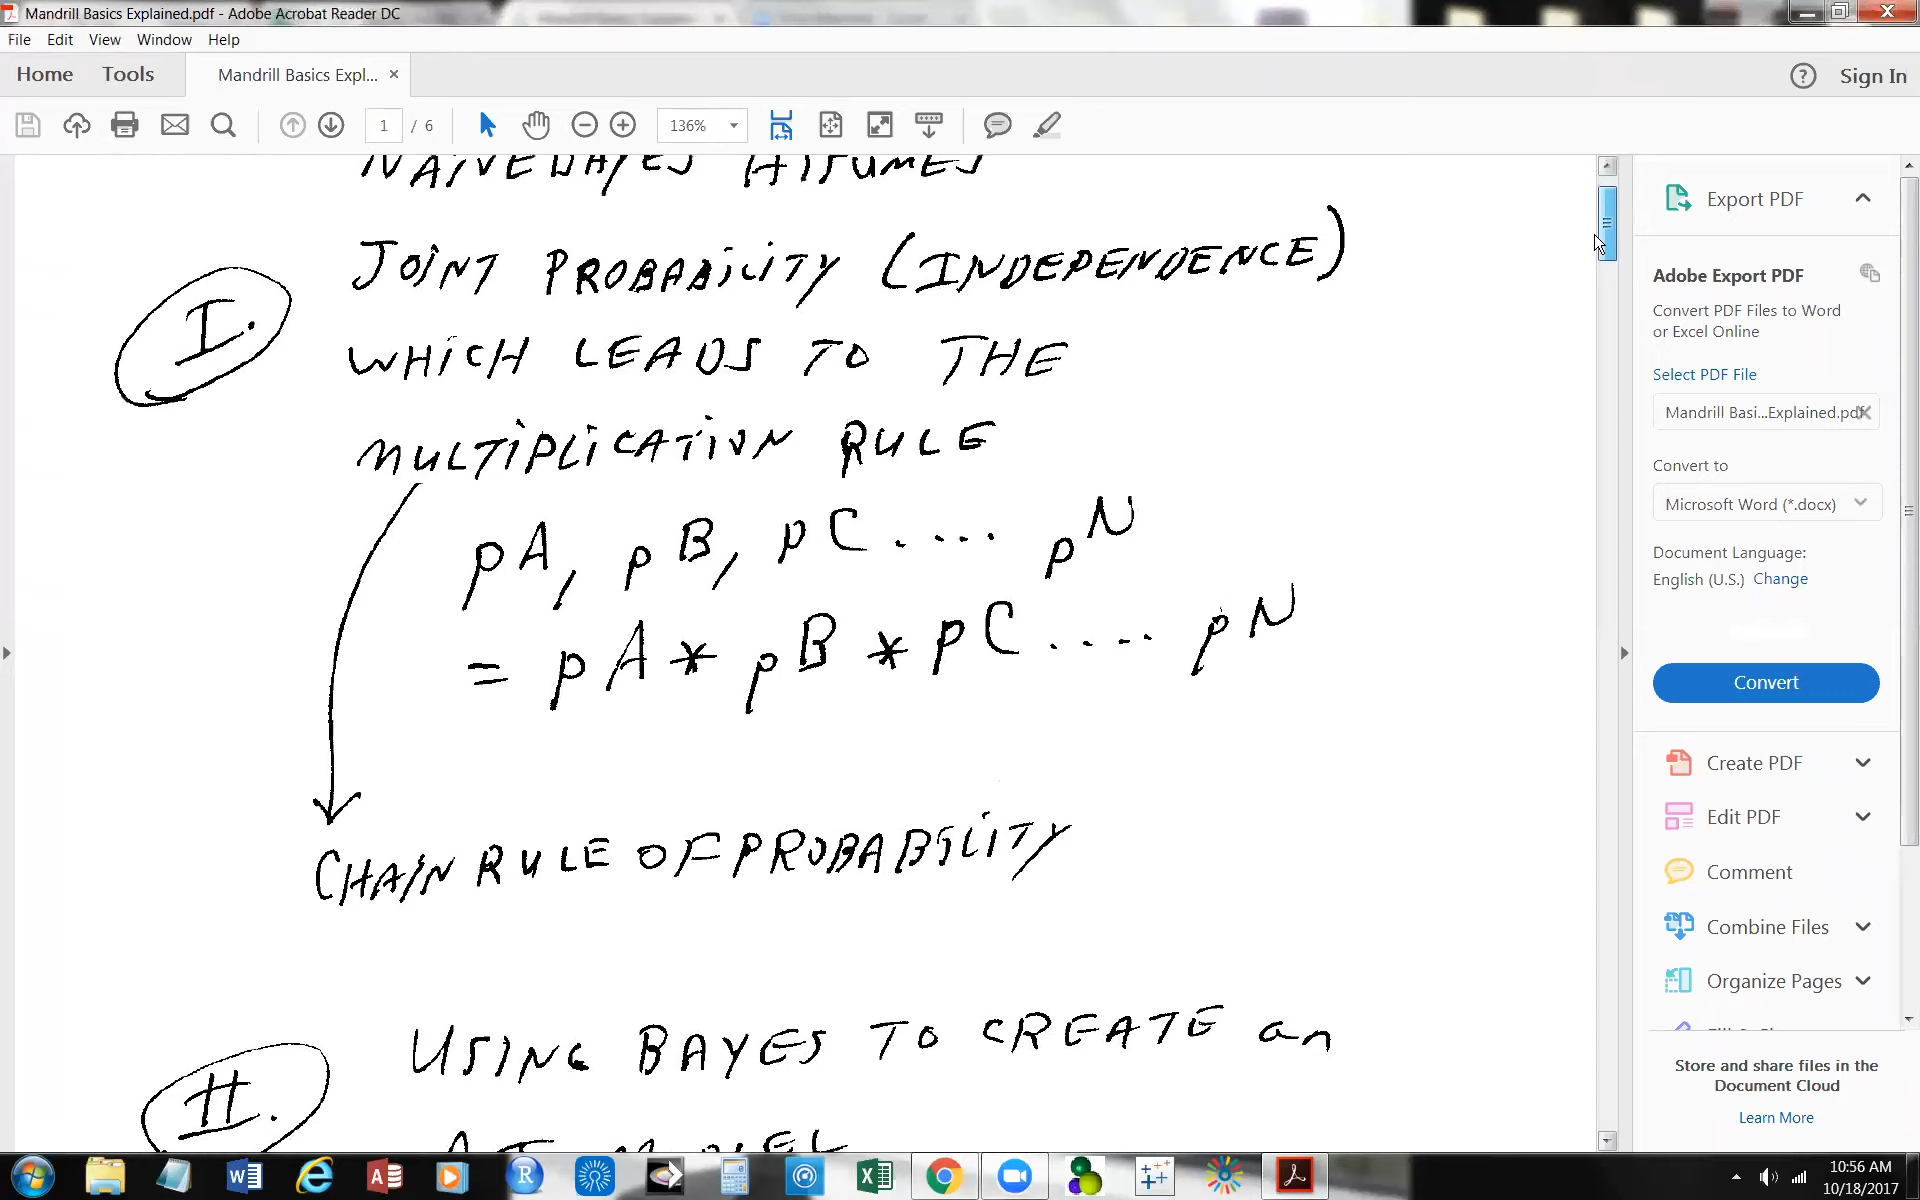 Mandrill Basics Explained.pdf - Adobe Acrobat Reader DC
File Edit View Window Help
Home Tools Mandrill Basics Expl... × ? Sign In
1 / 6 136%
NAIVE BAYES ASSUMES
JOINT PROBABILITY (INDEPENDENCE)
I.
WHICH LEADS TO THE
MULTIPLICATION RULE
pA, pB, pC .... pN
= pA * pB * pC .... pN
CHAIN RULE OF PROBABILITY
USING BAYES TO CREATE an
II.
AI MODEL
Export PDF
Adobe Export PDF
Convert PDF Files to Word
or Excel Online
Select PDF File
Mandrill Basi...Explained.pdf
Convert to
Microsoft Word (*.docx)
Document Language:
English (U.S.) Change
Convert
Create PDF
Edit PDF
Comment
Combine Files
Organize Pages
Store and share files in the
Document Cloud
Learn More
10:56 AM
10/18/2017